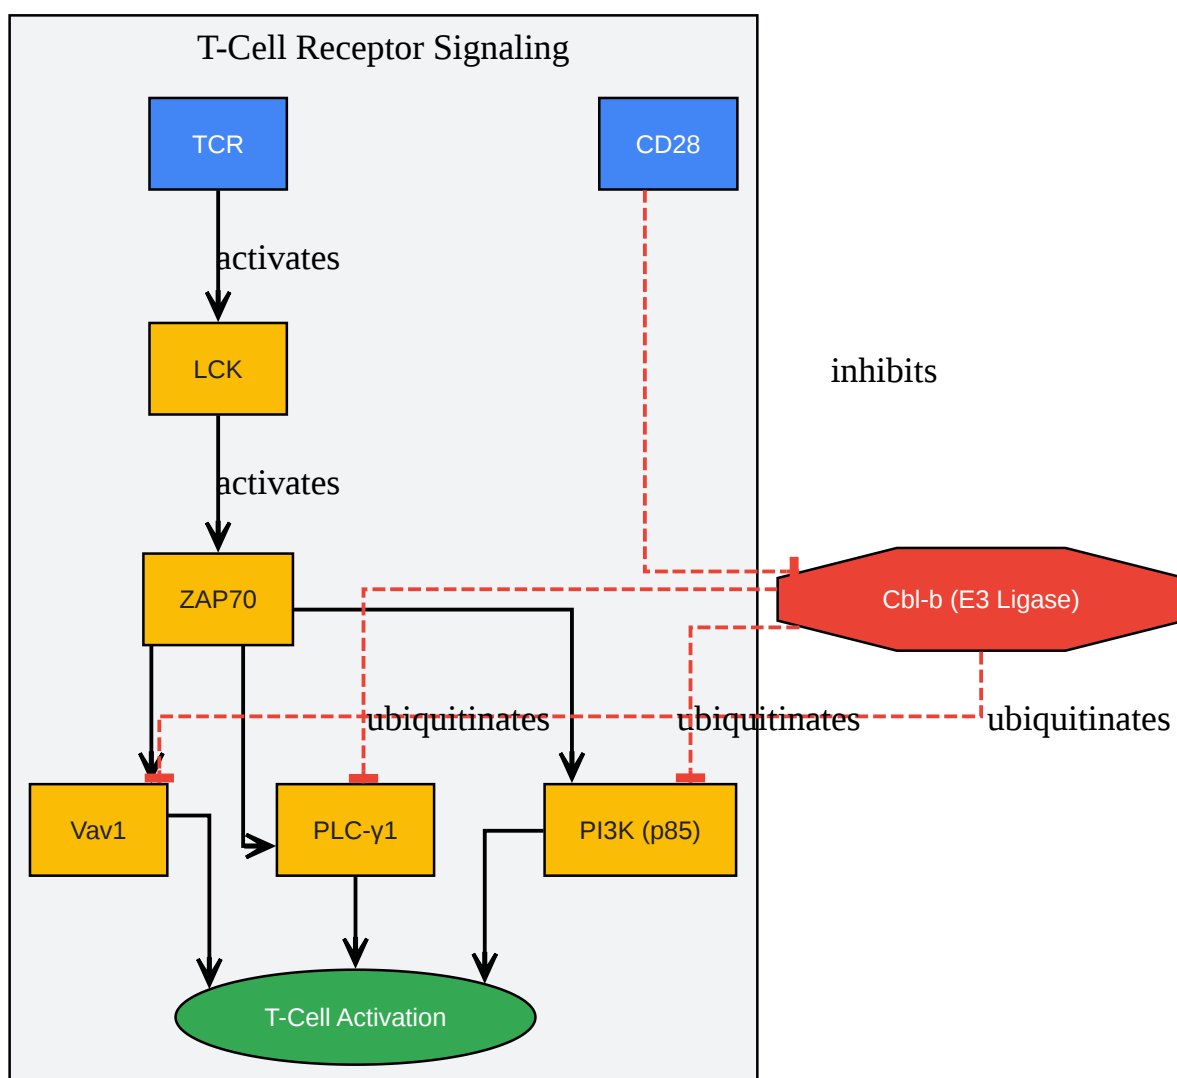 T-Cell Receptor Signaling
TCR
CD28
activates
LCK
inhibits
activates
ZAP70
Cbl-b (E3 Ligase)
ubiquitinates
ubiquitinates
ubiquitinates
Vav1
PLC-γ1
PI3K (p85)
T-Cell Activation